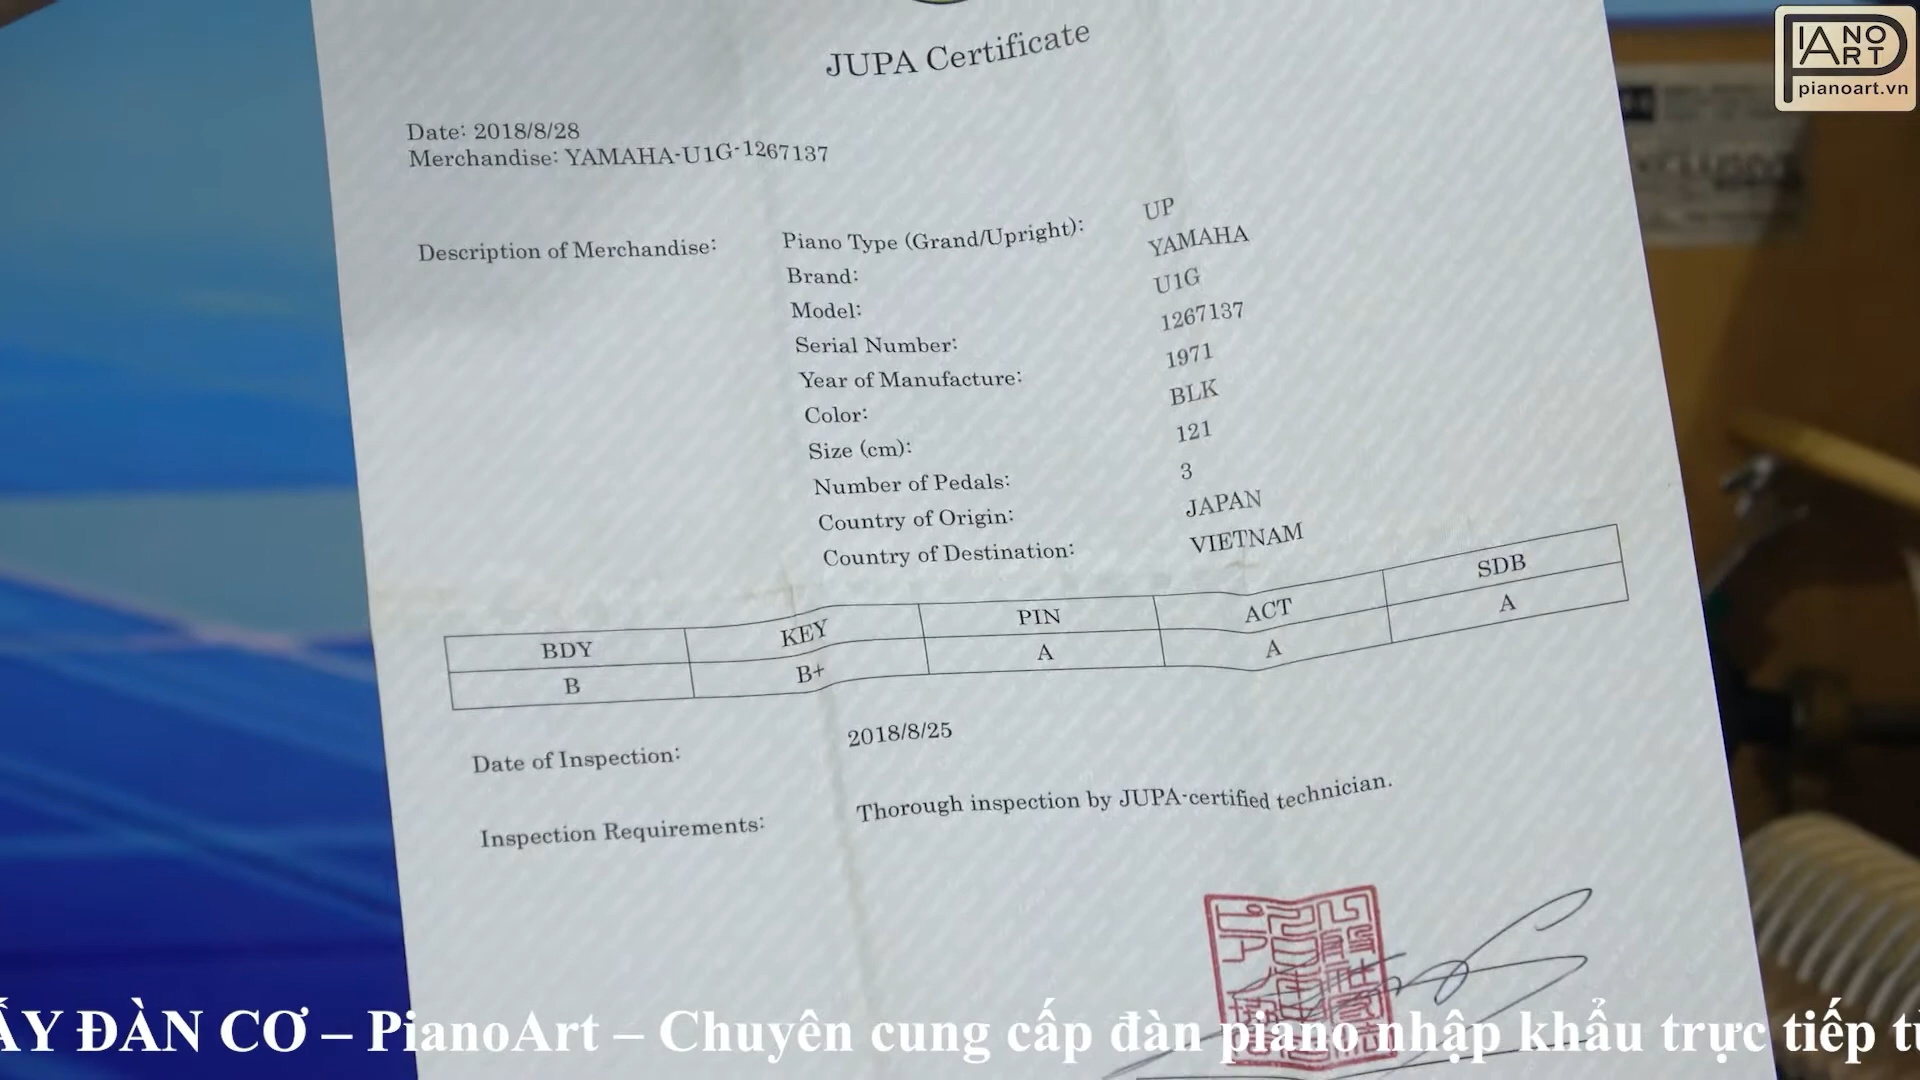 JUPA Certificate
PIANO ART
pianoart.vn
Date: 2018/8/28
Merchandise: YAMAHA-U1G-1267137
Description of Merchandise:
Piano Type (Grand/Upright): UP
Brand: YAMAHA
Model: U1G
Serial Number: 1267137
Year of Manufacture: 1971
Color: BLK
Size (cm): 121
Number of Pedals: 3
Country of Origin: JAPAN
Country of Destination: VIETNAM
BDY KEY PIN ACT SDB
B B+ A A A
Date of Inspection: 2018/8/25
Inspection Requirements: Thorough inspection by JUPA-certified technician.
ĐÀN CƠ – PianoArt – Chuyên cung cấp đàn piano nhập khẩu trực tiếp